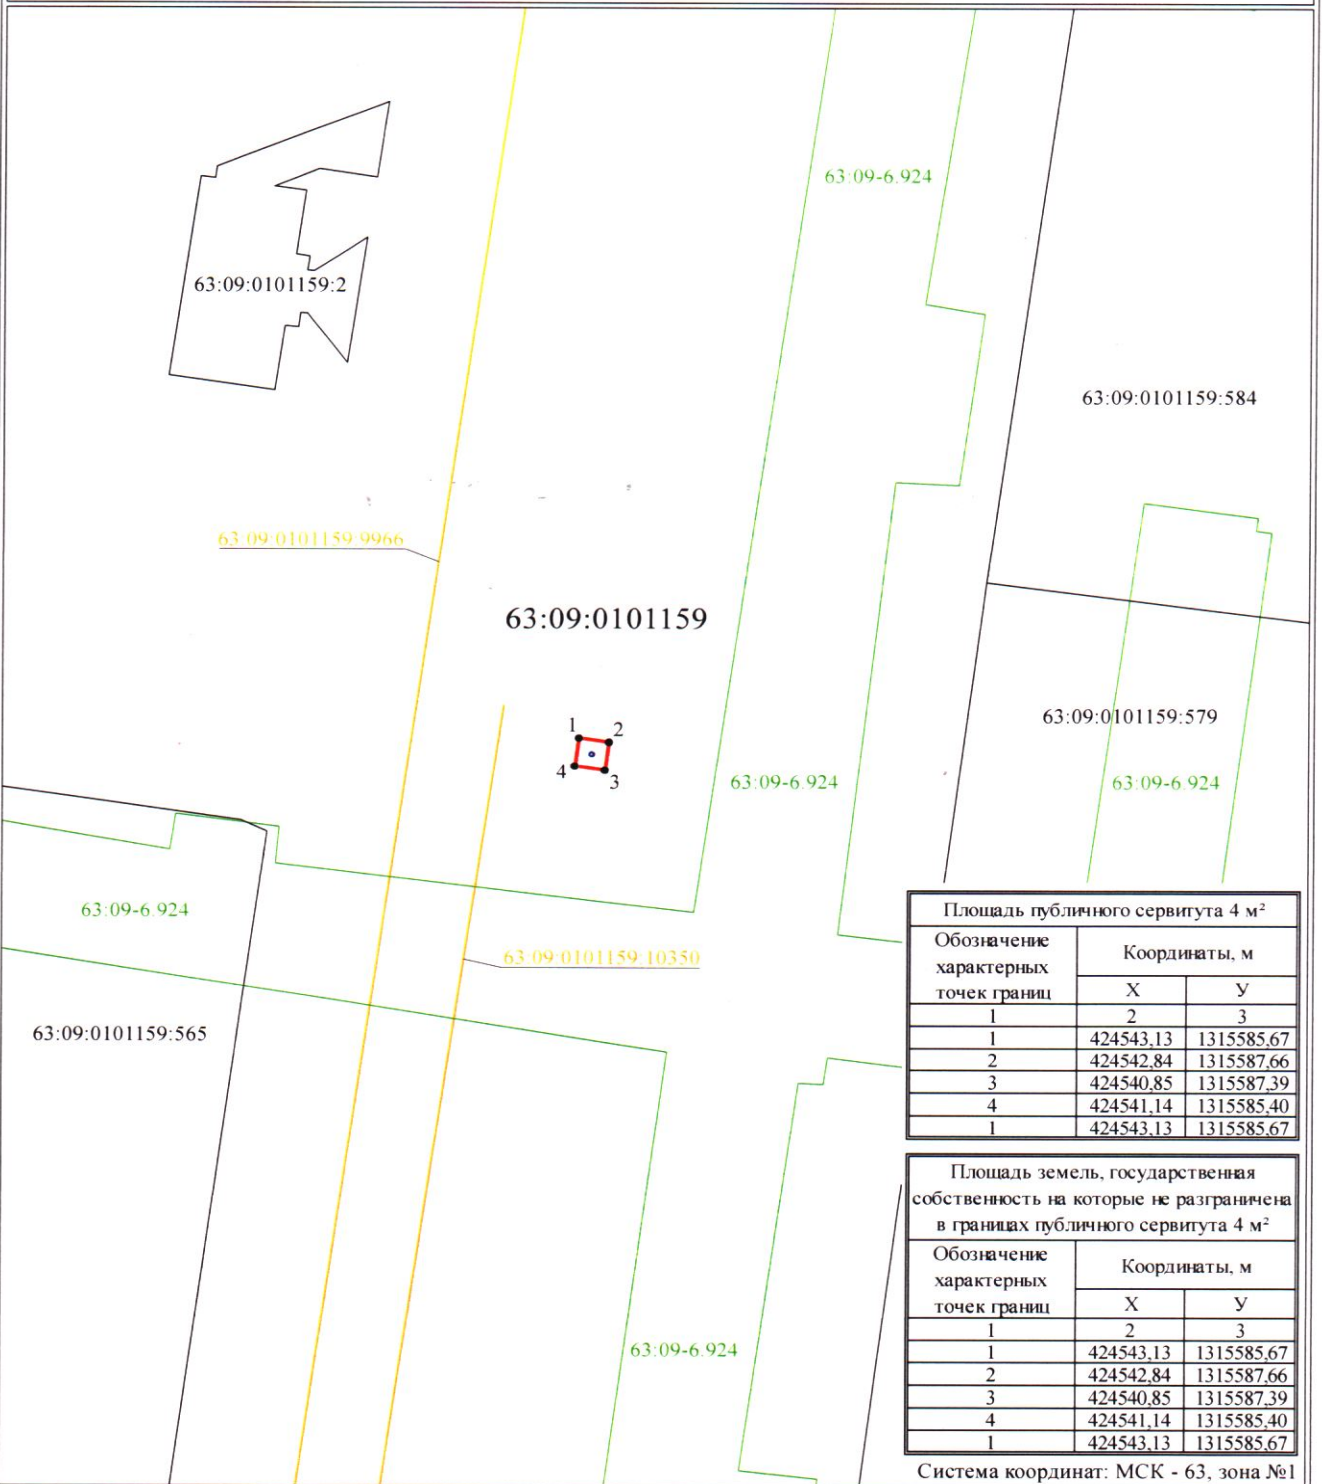 63:09-6.924
63:09:0101159:2
63:09:0101159:584
63:09:0101159:9966
63:09:0101159
63:09:0101159:579
1
2
4
3
63:09-6.924
63:09-6.924
63:09-6.924
63:09:0101159:10350
63:09:0101159:565
63:09-6.924
Площадь публичного сервитута 4 м²
Обозначение характерных точек границ Координаты, м
X У
1 2 3
1 424543,13 1315585,67
2 424542,84 1315587,66
3 424540,85 1315587,39
4 424541,14 1315585,40
1 424543,13 1315585,67
Площадь земель, государственная
собственность на которые не разграничена
в границах публичного сервитута 4 м²
Обозначение характерных точек границ Координаты, м
X У
1 2 3
1 424543,13 1315585,67
2 424542,84 1315587,66
3 424540,85 1315587,39
4 424541,14 1315585,40
1 424543,13 1315585,67
Система координат: МСК - 63, зона №1